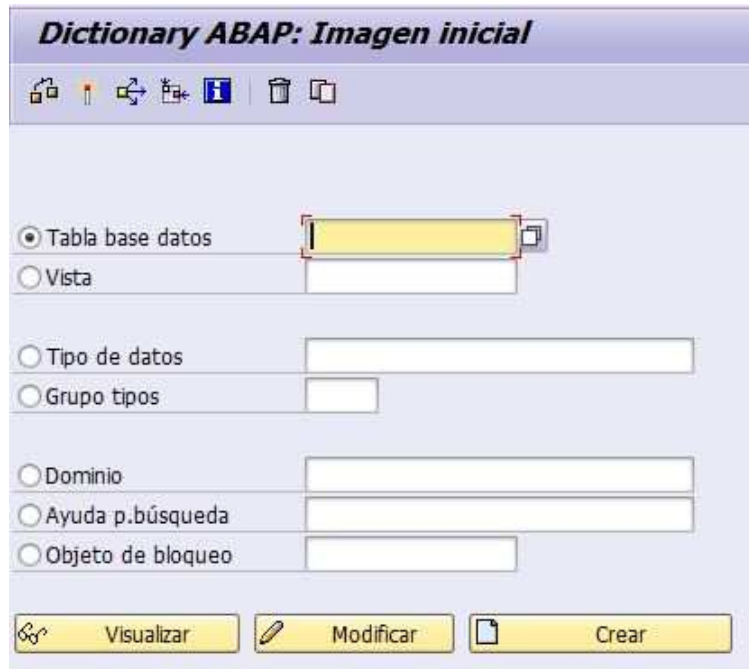 Dictionary ABAP: Imagen inicial
Tabla base datos
Vista
Tipo de datos
Grupo tipos
Dominio
Ayuda p.búsqueda
Objeto de bloqueo
Visualizar Modificar Crear